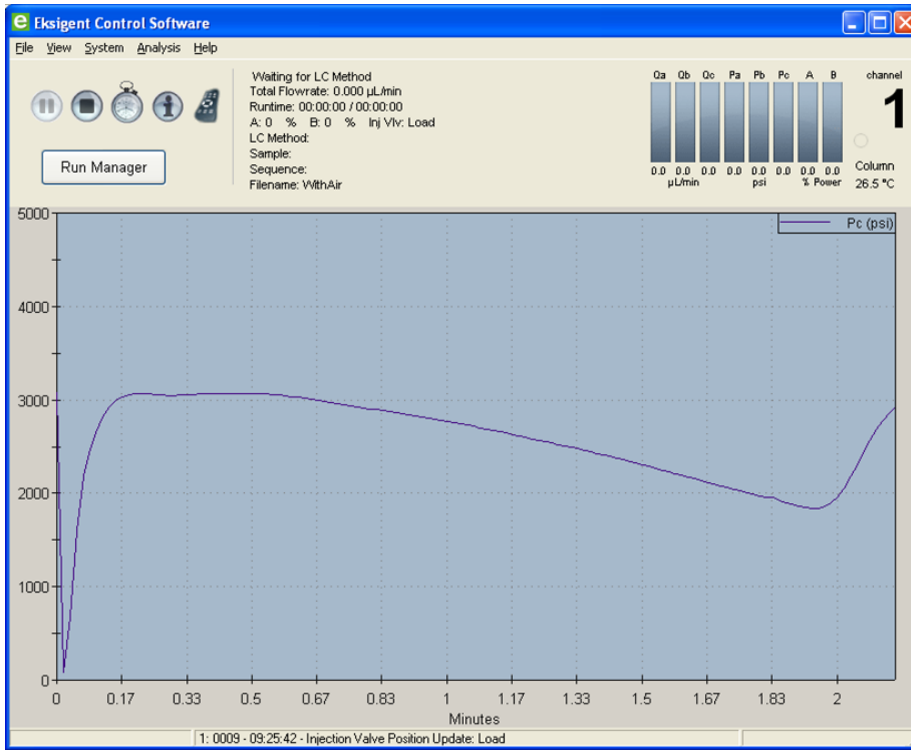 Eksigent Control Software
File View System Analysis Help
Waiting for LC Method
Total Flowrate: 0.000 µL/min
Runtime: 00:00:00 / 00:00:00
A: 0 % B: 0 % Inj Vlv: Load
LC Method:
Sample:
Sequence:
Filename: WithAir
Run Manager
Qa Qb Qc Pa Pb Pc A B
0.0 0.0 0.0 0.0 0.0 0.0 0.0 0.0
µL/min psi % Power
channel
1
Column
26.5 °C
Pc (psi)
5000
4000
3000
2000
1000
0
0 0.17 0.33 0.5 0.67 0.83 1 1.17 1.33 1.5 1.67 1.83 2
Minutes
1: 0009 - 09:25:42 - Injection Valve Position Update: Load